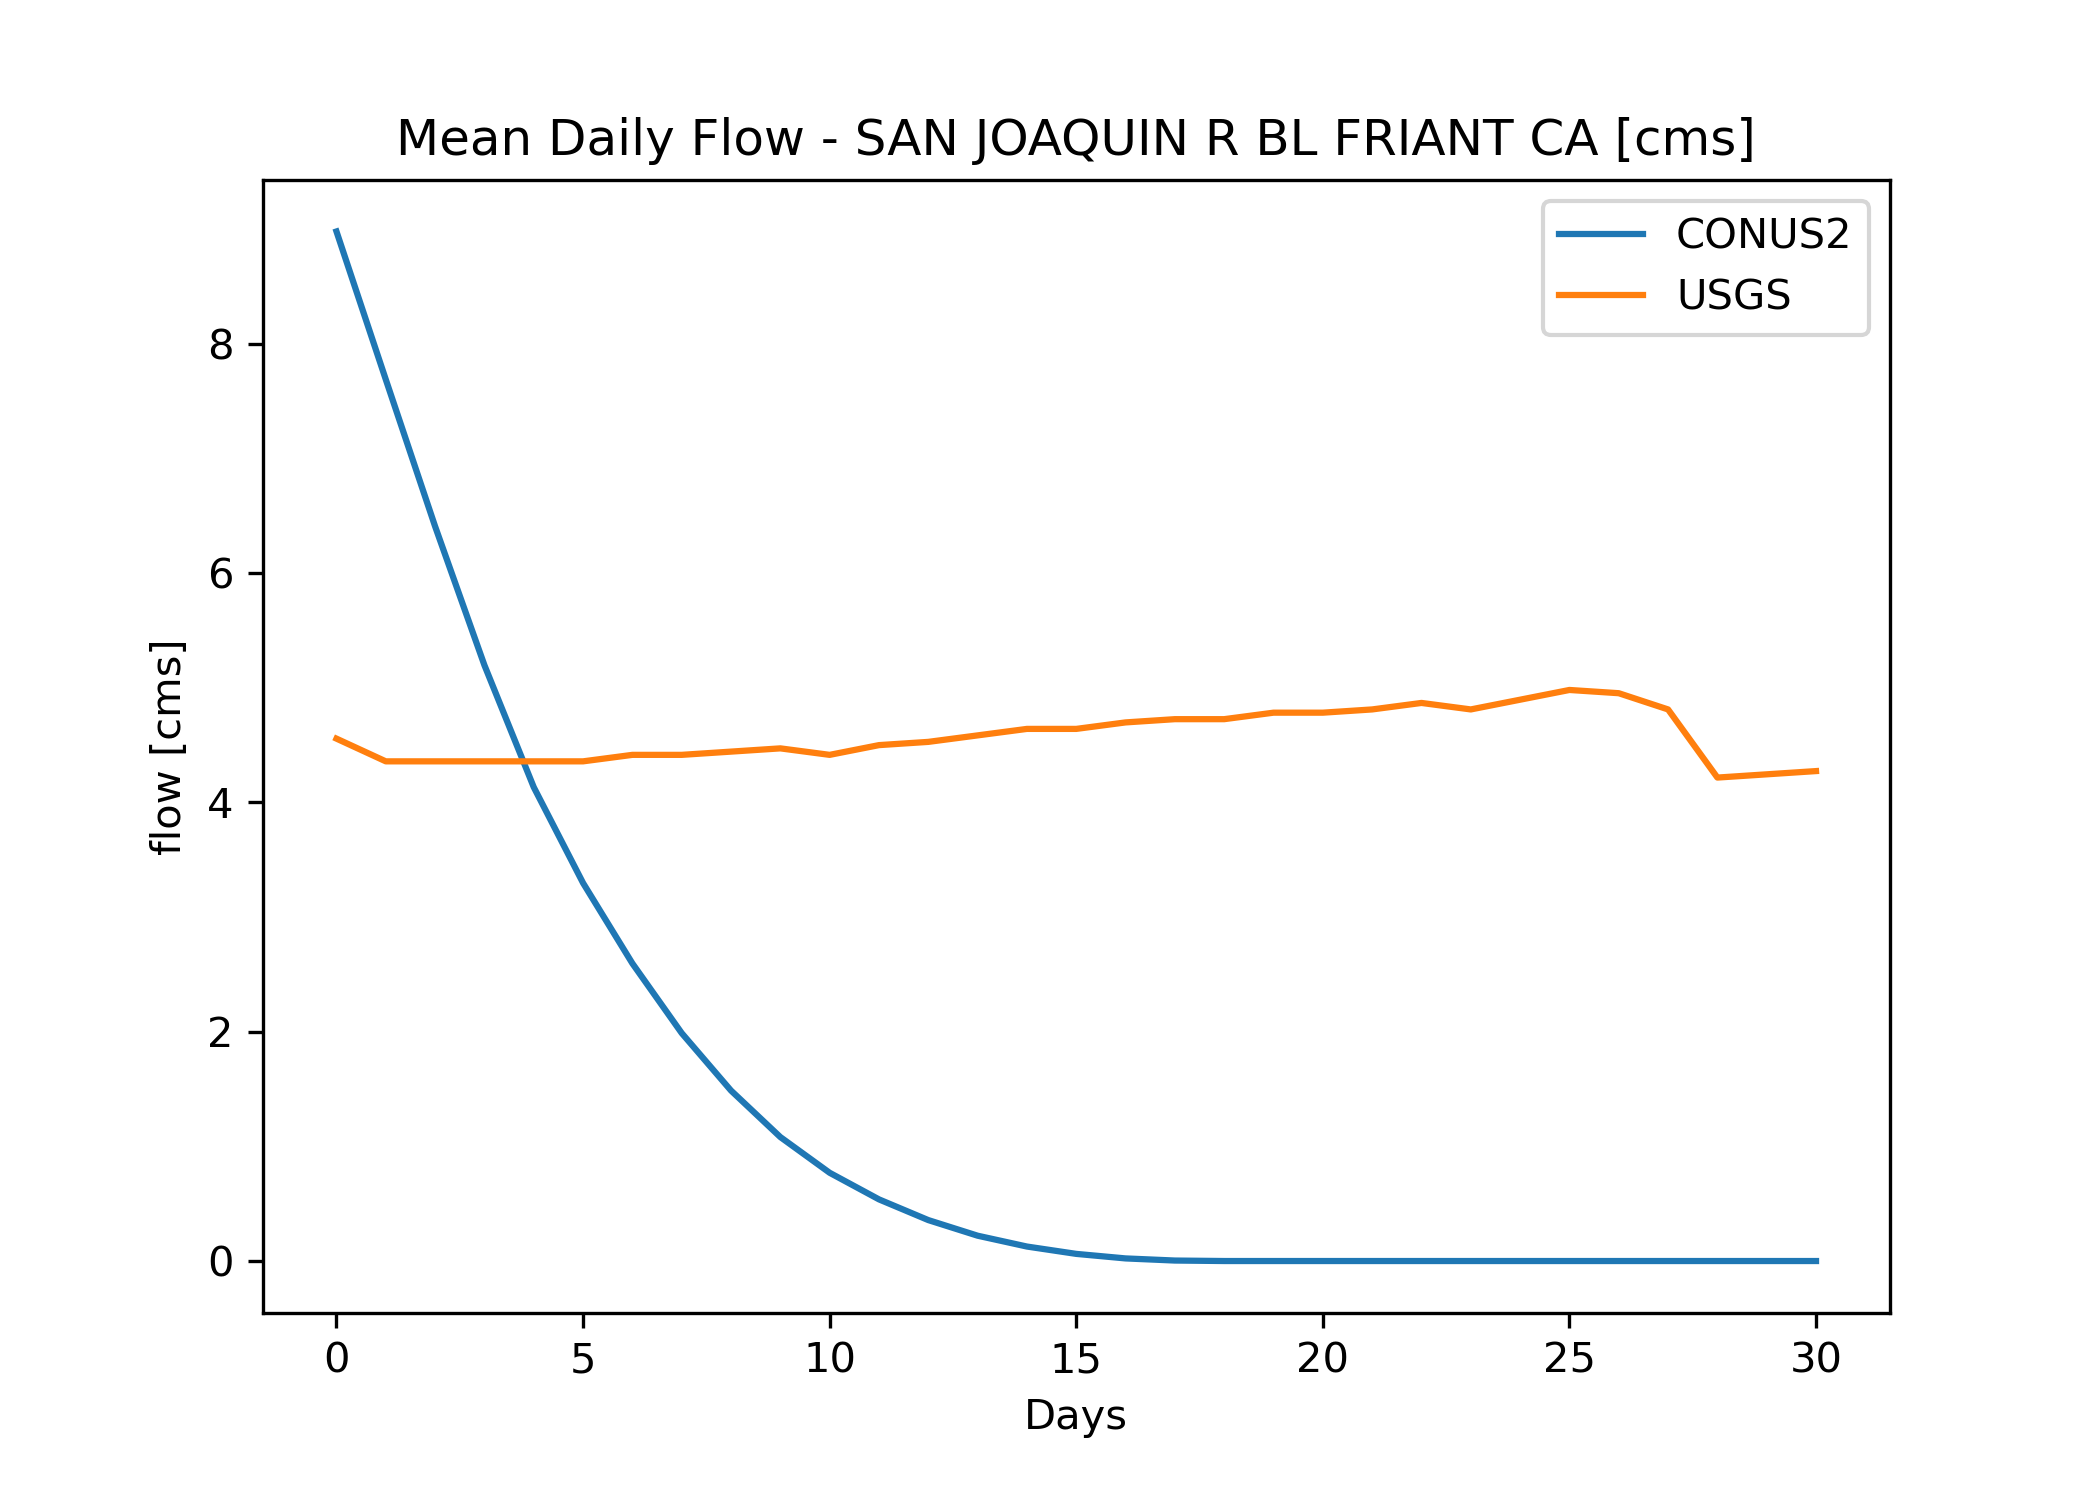 Mean Daily Flow - SAN JOAQUIN R BL FRIANT CA [cms]
CONUS2
USGS
8
6
4
2
0
flow [cms]
0 5 10 15 20 25 30
Days